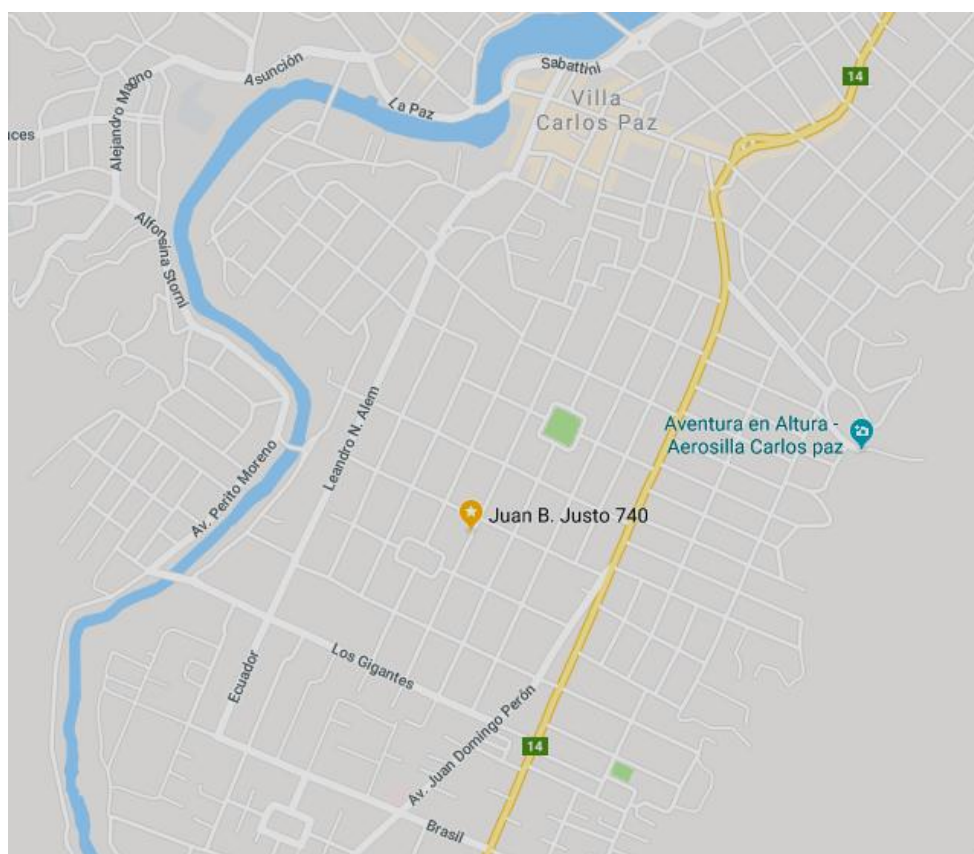 14
Sabattini
Asunción
Villa
Carlos Paz
Alejandro Magno
La Paz
ices
Alfonsina Storni
Leandro N. Alem
Aventura en Altura -
Aerosilla Carlos paz
Av. Perito Moreno
Juan B. Justo 740
Los Gigantes
Ecuador
Av. Juan Domingo Perón
14
Brasil